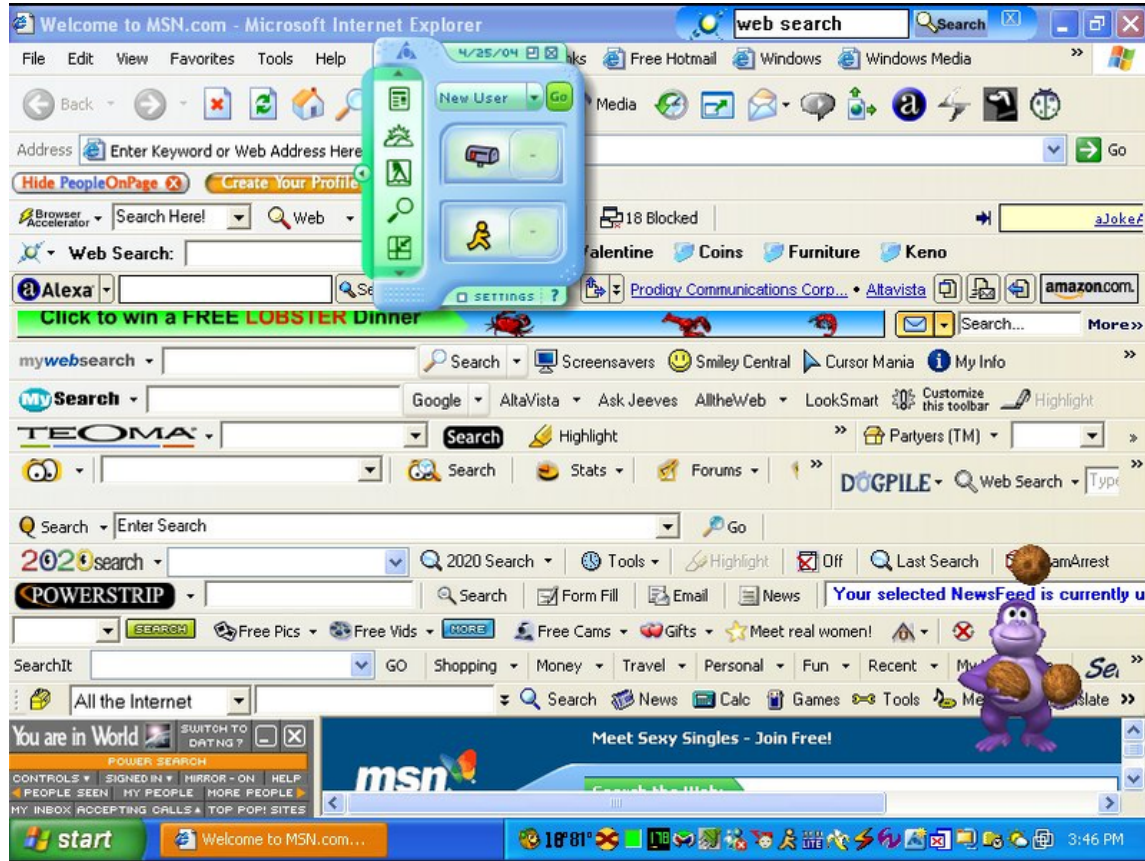 Welcome to MSN.com - Microsoft Internet Explorer
web search
Search
File Edit View Favorites Tools Help
4/25/04
Free Hotmail Windows Windows Media »
Back
New User Go
Media
Address Enter Keyword or Web Address Here
Go
Hide PeopleOnPage Create Your Profile
Browser Accelerator Search Here! Web
18 Blocked
Web Search:
Coins Furniture Keno
SETTINGS ?
Alexa
Prodigy Communications Corp... • Altavista
amazon.com.
Click to win a FREE LOBSTER Dinner
Search... More»
mywebsearch Search Screensavers Smiley Central Cursor Mania My Info »
My Search Google AltaVista Ask Jeeves AlltheWeb LookSmart Customize this toolbar Highlight
TEOMA Search Highlight » Partyers (TM) »
Search Stats Forums » DOGPILE Web Search Type »
Search Enter Search Go
2020search 2020 Search Tools Highlight Off Last Search
POWERSTRIP Search Form Fill Email News Your selected NewsFeed is currently u
SEARCH Free Pics Free Vids MORE Free Cams Gifts Meet real women!
SearchIt GO Shopping Money Travel Personal Fun Recent »
All the Internet Search News Calc Games Tools »
You are in World SWITCH TO DATNG?
POWER SEARCH
CONTROLS SIGNED IN MIRROR - ON HELP
PEOPLE SEEN MY PEOPLE MORE PEOPLE
MY INBOX ACCEPTING CALLS TOP POP! SITES
Meet Sexy Singles - Join Free!
msn
Search the Web:
start Welcome to MSN.com... 18° 81° 3:46 PM